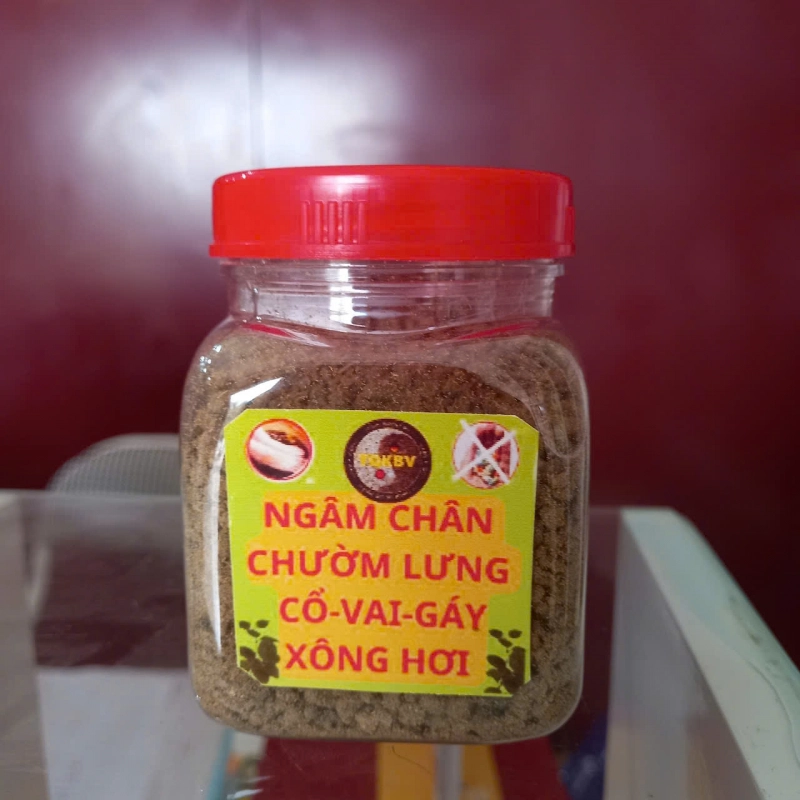 NGÂM CHÂN
CHƯỜM LƯNG
CỔ-VAI-GÁY
XÔNG HƠI